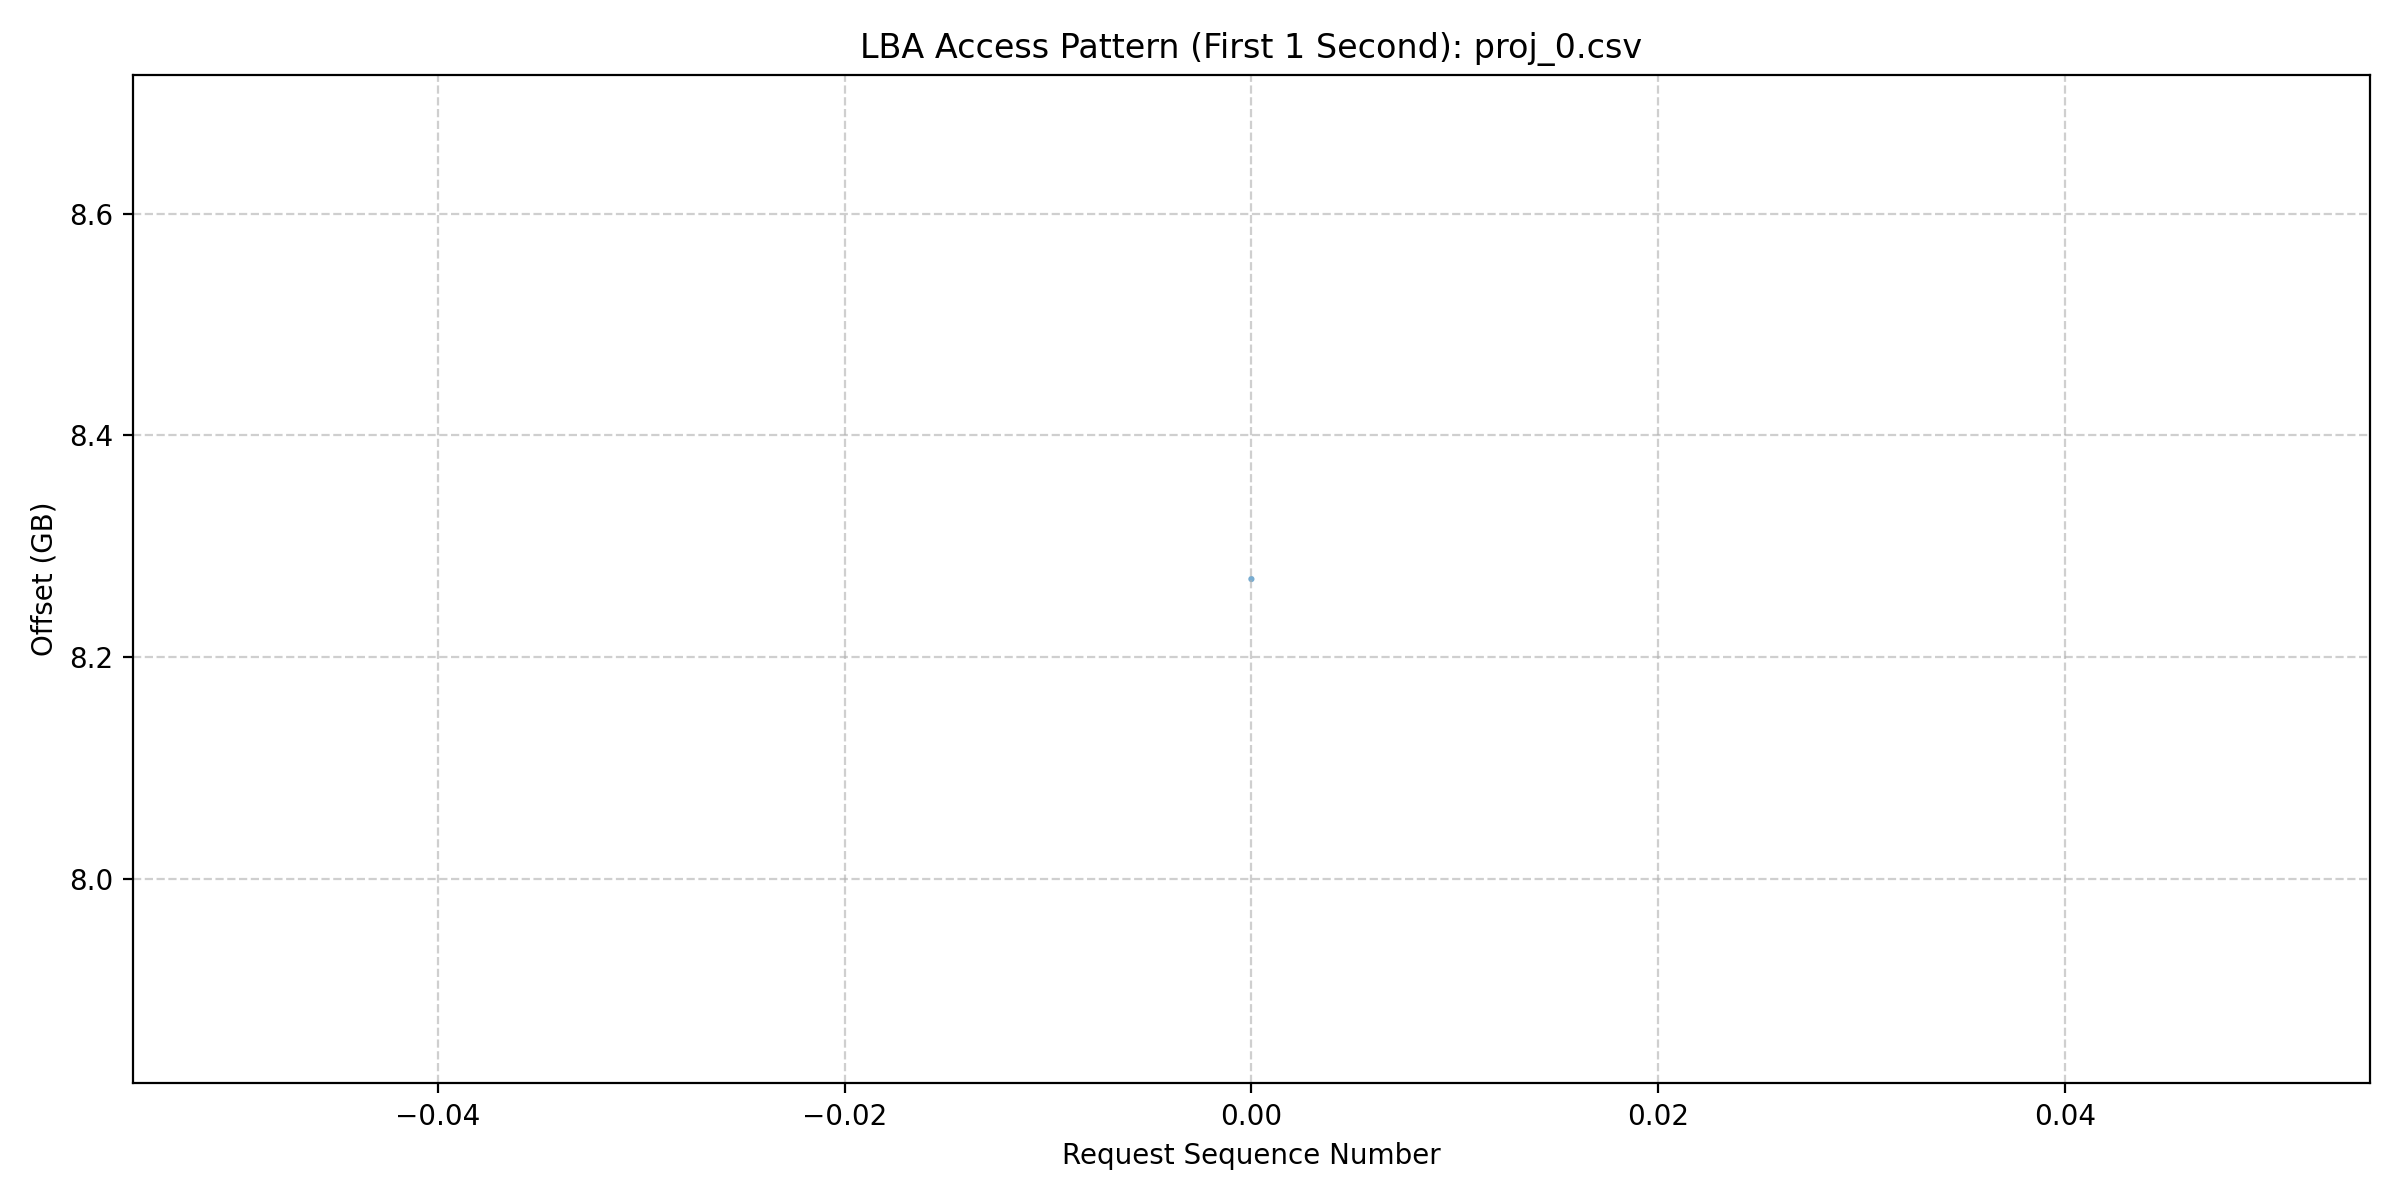 LBA Access Pattern (First 1 Second): proj_0.csv
Offset (GB)
8.6
8.4
8.2
8.0
−0.04 −0.02 0.00 0.02 0.04
Request Sequence Number